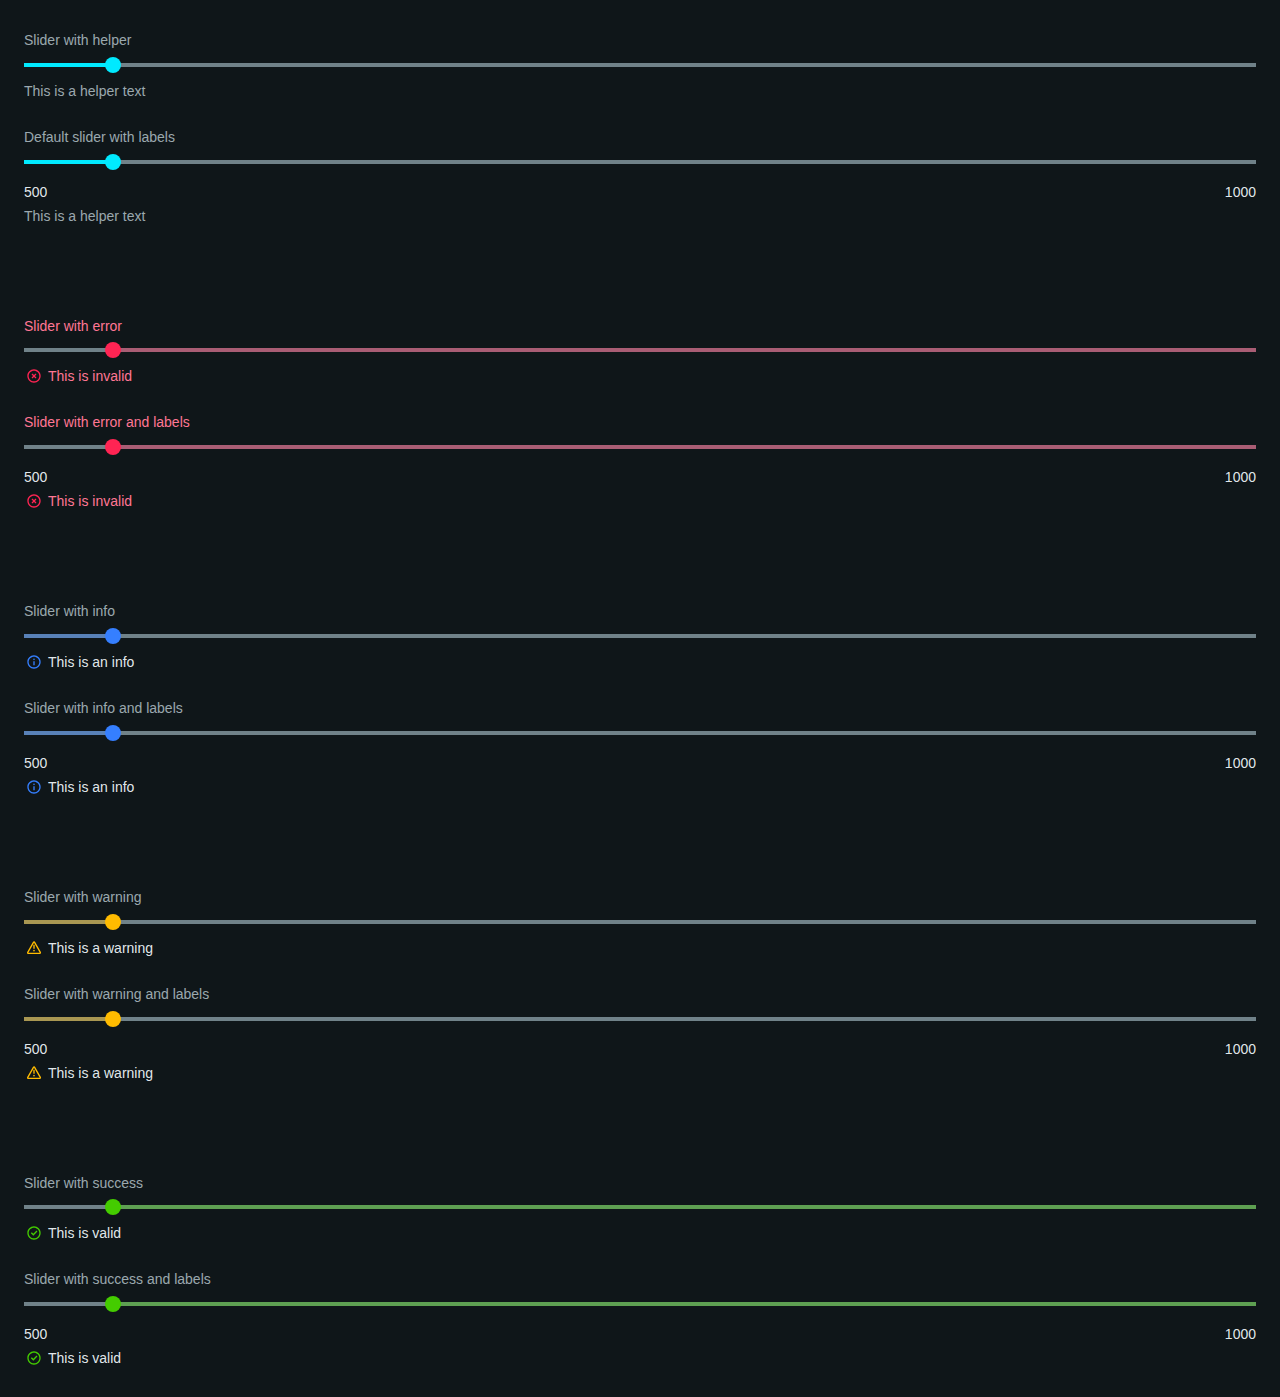 Slider with helper
This is a helper text
Default slider with labels
500 1000
This is a helper text
Slider with error
This is invalid
Slider with error and labels
500 1000
This is invalid
Slider with info
This is an info
Slider with info and labels
500 1000
This is an info
Slider with warning
This is a warning
Slider with warning and labels
500 1000
This is a warning
Slider with success
This is valid
Slider with success and labels
500 1000
This is valid